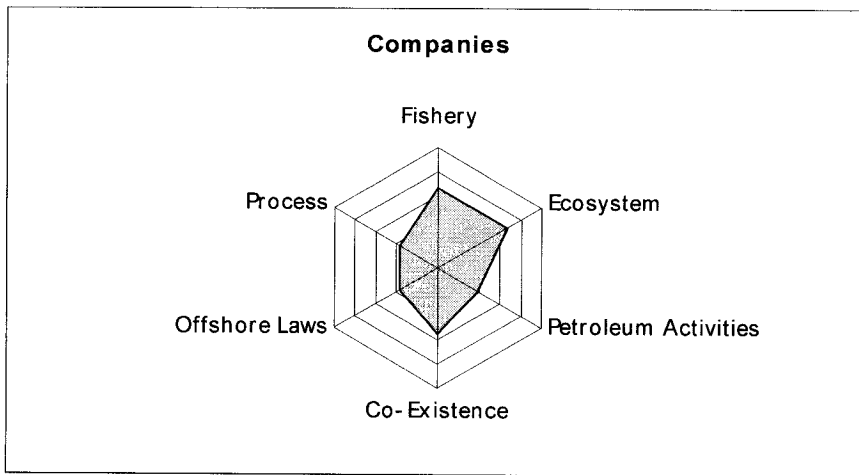 Companies
Fishery
Process
Ecosystem
Offshore Laws
Petroleum Activities
Co-Existence